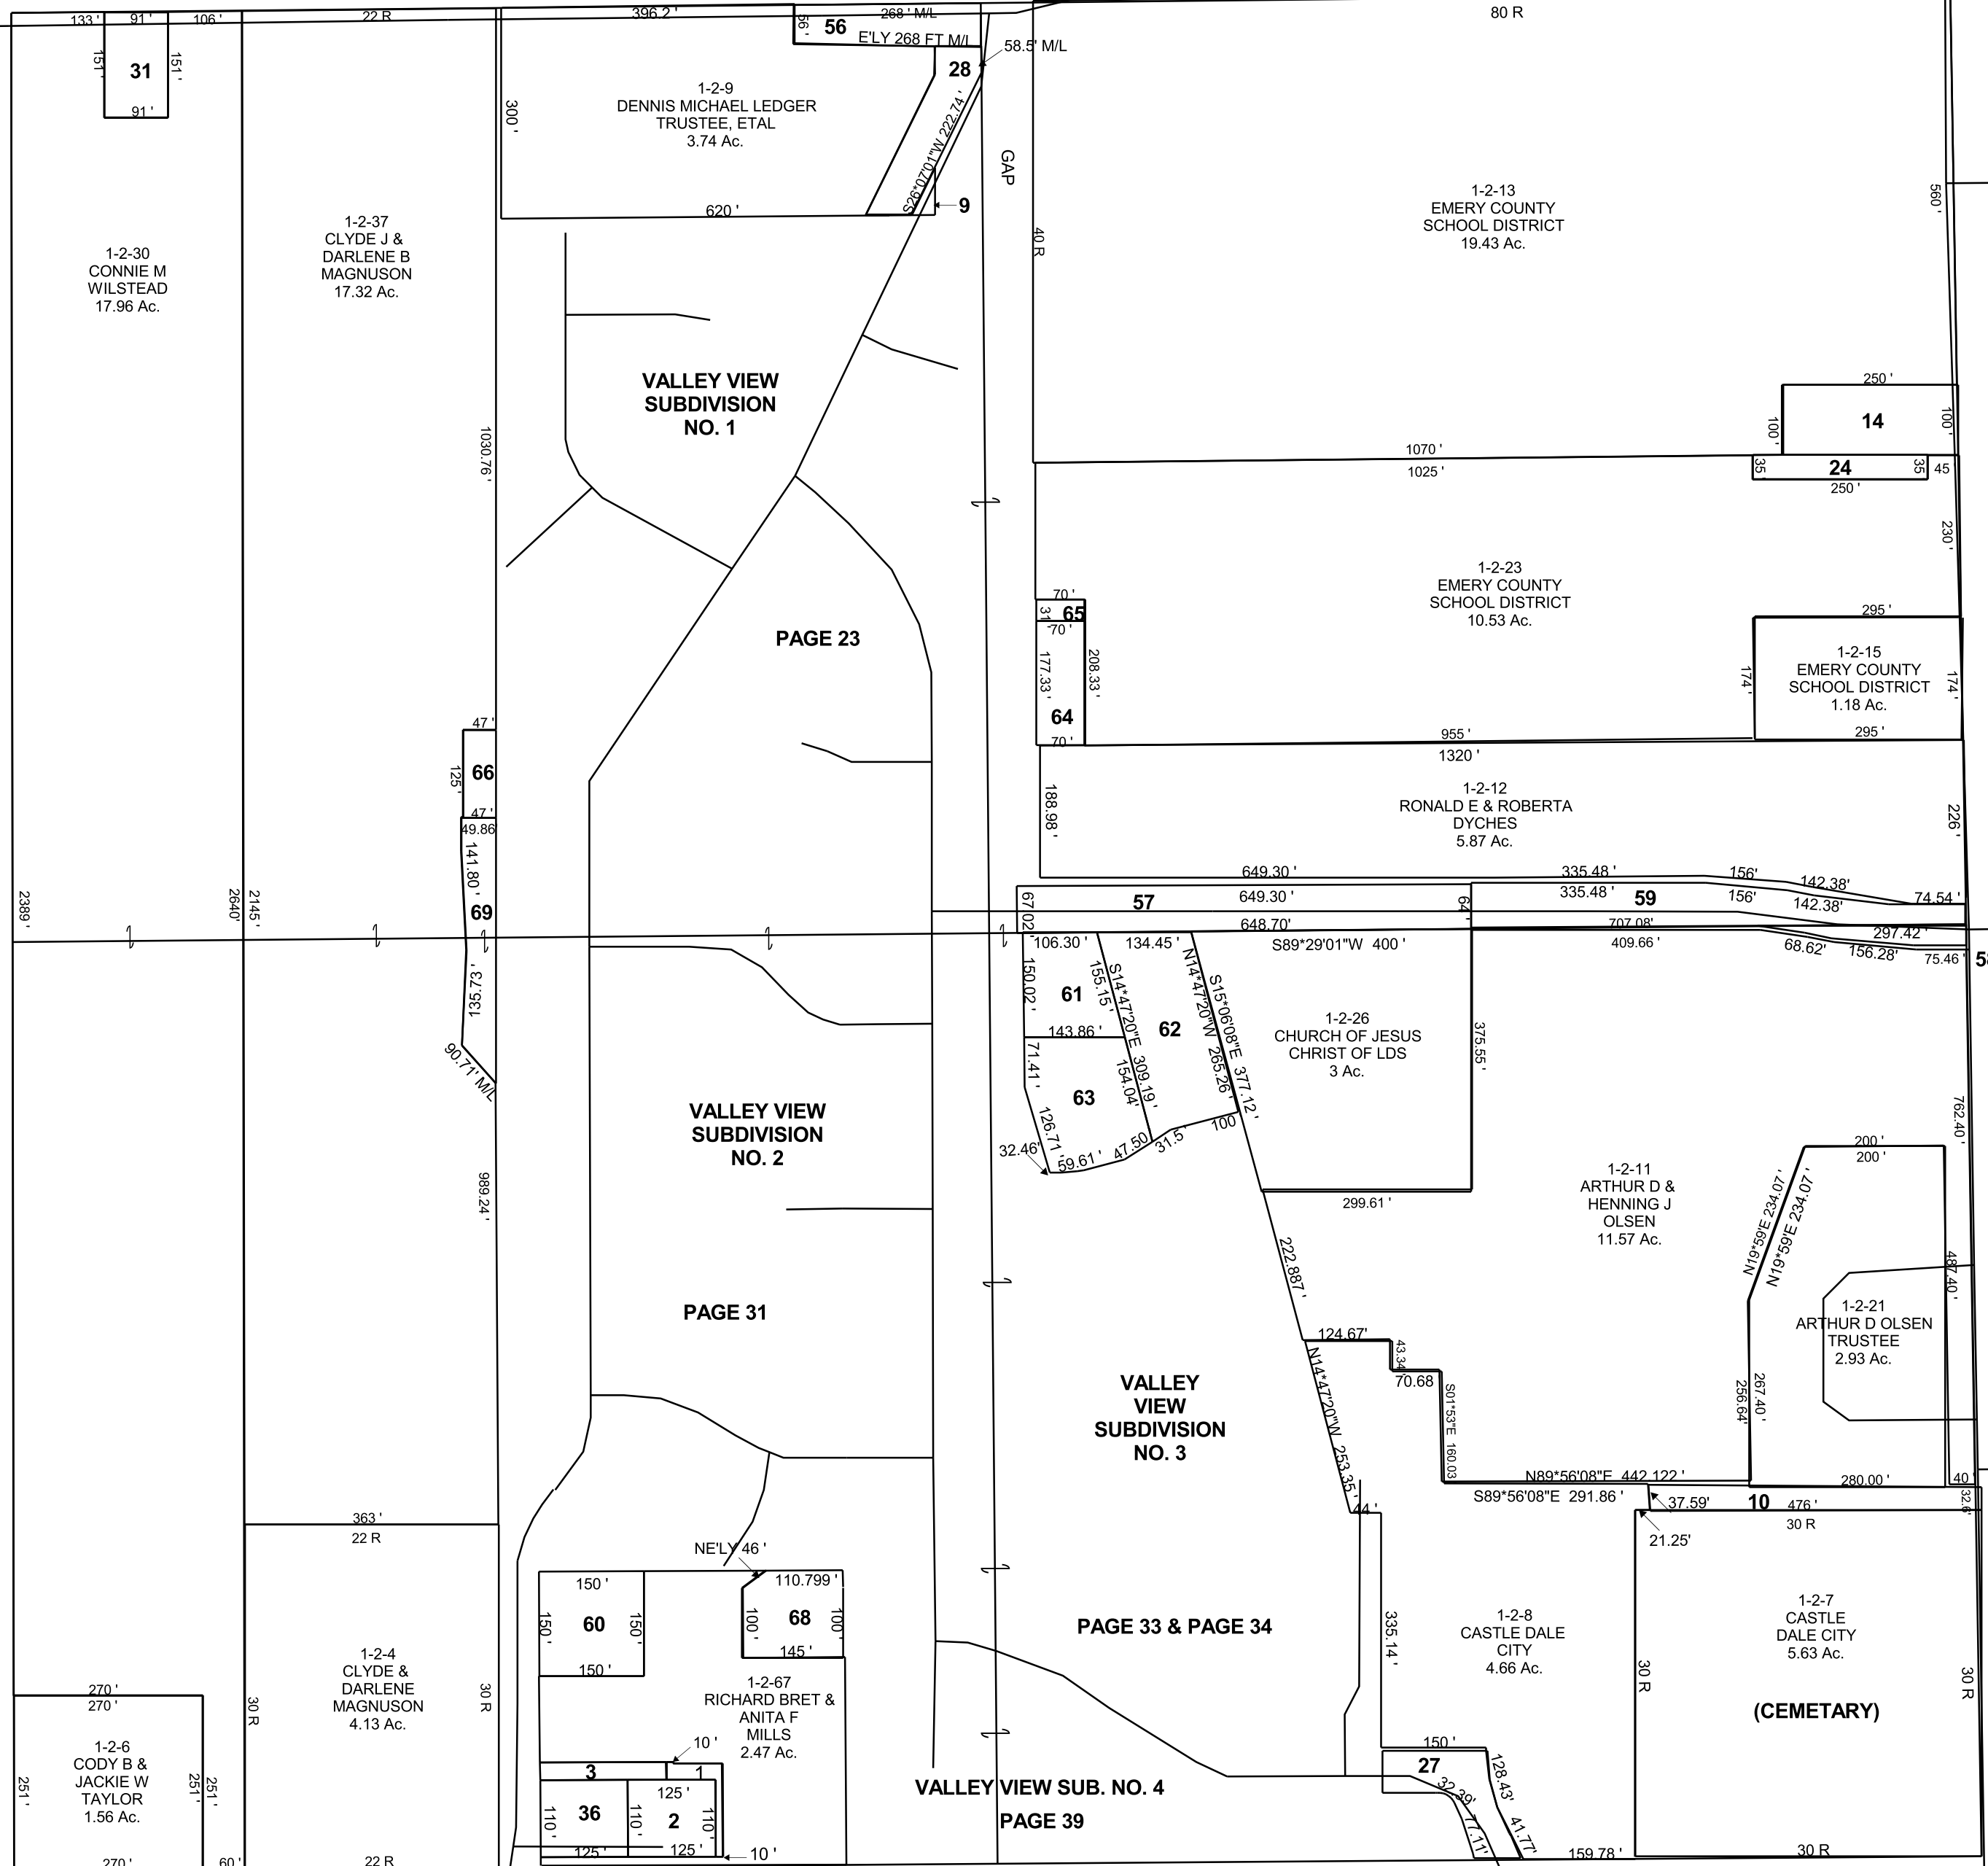 133 '
91 '
106 '
22 R
396.2 '
56 '
56
268 ' M/L
E'LY 268 FT M/L
58.5' M/L
80 R
151 '
31
151 '
91 '
300 '
1-2-9
DENNIS MICHAEL LEDGER
TRUSTEE, ETAL
3.74 Ac.
28
S26*07'01"W 222.74 '
620 '
9
GAP
40 R
1-2-13
EMERY COUNTY
SCHOOL DISTRICT
19.43 Ac.
560 '
1-2-30
CONNIE M
WILSTEAD
17.96 Ac.
1-2-37
CLYDE J &
DARLENE B
MAGNUSON
17.32 Ac.
VALLEY VIEW
SUBDIVISION
NO. 1
1030.76 '
250 '
100 '
14
100 '
1070 '
1025 '
35 '
24
35
45
250 '
230 '
1-2-23
EMERY COUNTY
SCHOOL DISTRICT
10.53 Ac.
PAGE 23
70 '
31 '
65
70 '
177.33 '
208.33 '
64
70 '
295 '
174 '
1-2-15
EMERY COUNTY
SCHOOL DISTRICT
1.18 Ac.
174 '
295 '
955 '
1320 '
47 '
125 '
66
47 '
49.86
141.80 '
69
135.73 '
90.71' M/L
188.98 '
1-2-12
RONALD E & ROBERTA
DYCHES
5.87 Ac.
226 '
2389 '
2640'
2145 '
649.30 '
335.48 '
156'
142.38'
74.54 '
67.02'
57
649.30 '
64 '
335.48 '
59
156'
142.38'
648.70'
707.08'
297.42 '
106.30 '
134.45 '
S89*29'01"W 400 '
409.66 '
68.62'
156.28'
75.46 '
150.02 '
61
143.86 '
155.15 '
S14*47'20"E 309.19 '
154.04'
62
N14*47'20"W 265.26 '
S15*06'08"E 377.12 '
1-2-26
CHURCH OF JESUS
CHRIST OF LDS
3 Ac.
375.55 '
71.41 '
63
126.71 '
32.46'
59.61 '
47.50
31.5'
100
299.61 '
762.40 '
989.24 '
VALLEY VIEW
SUBDIVISION
NO. 2
1-2-11
ARTHUR D &
HENNING J
OLSEN
11.57 Ac.
200 '
200 '
N19*59'E 234.07 '
N19*59'E 234.07 '
222.887 '
487.40 '
1-2-21
ARTHUR D OLSEN
TRUSTEE
2.93 Ac.
PAGE 31
124.67'
43.34
70.68
S01*53"E 160.03
N14*47'20"W 253.35 '
256.64'
267.40 '
VALLEY
VIEW
SUBDIVISION
NO. 3
N89*56'08"E 442.122 '
S89*56'08"E 291.86 '
280.00 '
40 '
37.59'
10
476 '
32.6'
30 R
21.25'
44 '
363 '
22 R
NE'LY 46 '
150 '
150 '
60
150 '
150 '
110.799 '
100 '
68
100 '
145 '
PAGE 33 & PAGE 34
335.14 '
1-2-8
CASTLE DALE
CITY
4.66 Ac.
30 R
1-2-7
CASTLE
DALE CITY
5.63 Ac.
30 R
(CEMETARY)
30 R
1-2-4
CLYDE &
DARLENE
MAGNUSON
4.13 Ac.
30 R
270 '
270 '
1-2-67
RICHARD BRET &
ANITA F
MILLS
2.47 Ac.
1-2-6
CODY B &
JACKIE W
TAYLOR
1.56 Ac.
251 '
251 '
251 '
10 '
3
1
125 '
110 '
36
110 '
2
110 '
125 '
125 '
10 '
VALLEY VIEW SUB. NO. 4
PAGE 39
150 '
27
32.39'
77.11'
128.43'
41.77'
159.78 '
30 R
270 '
60 '
22 R